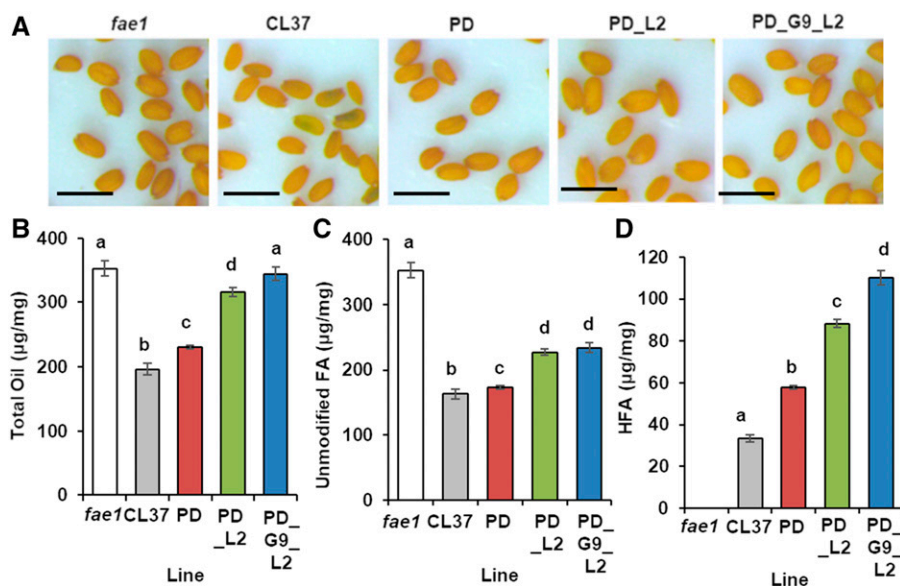 A
fae1
CL37
PD
PD_L2
PD_G9_L2
B
Total Oil (µg/mg)
400
300
200
100
0
a
b
c
d
a
fae1 CL37 PD PD_L2 PD_G9_L2
Line
C
Unmodified FA (µg/mg)
400
300
200
100
0
a
b
c
d
d
fae1 CL37 PD PD_L2 PD_G9_L2
Line
D
HFA (µg/mg)
120
100
80
60
40
20
0
a
b
c
d
fae1 CL37 PD PD_L2 PD_G9_L2
Line